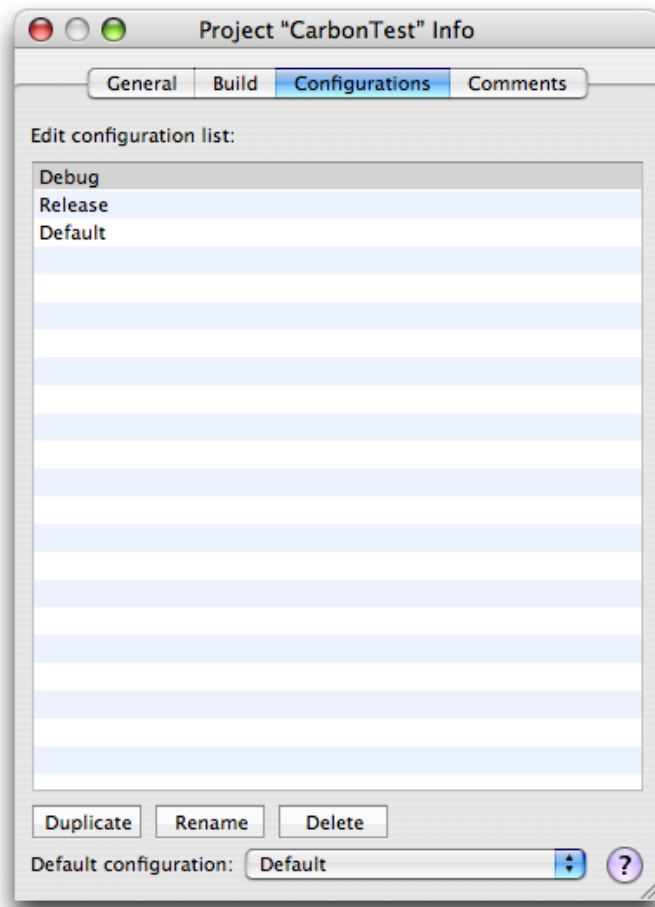 Project “CarbonTest” Info
General Build Configurations Comments
Edit configuration list:
Debug
Release
Default
Duplicate Rename Delete
Default configuration: Default ?